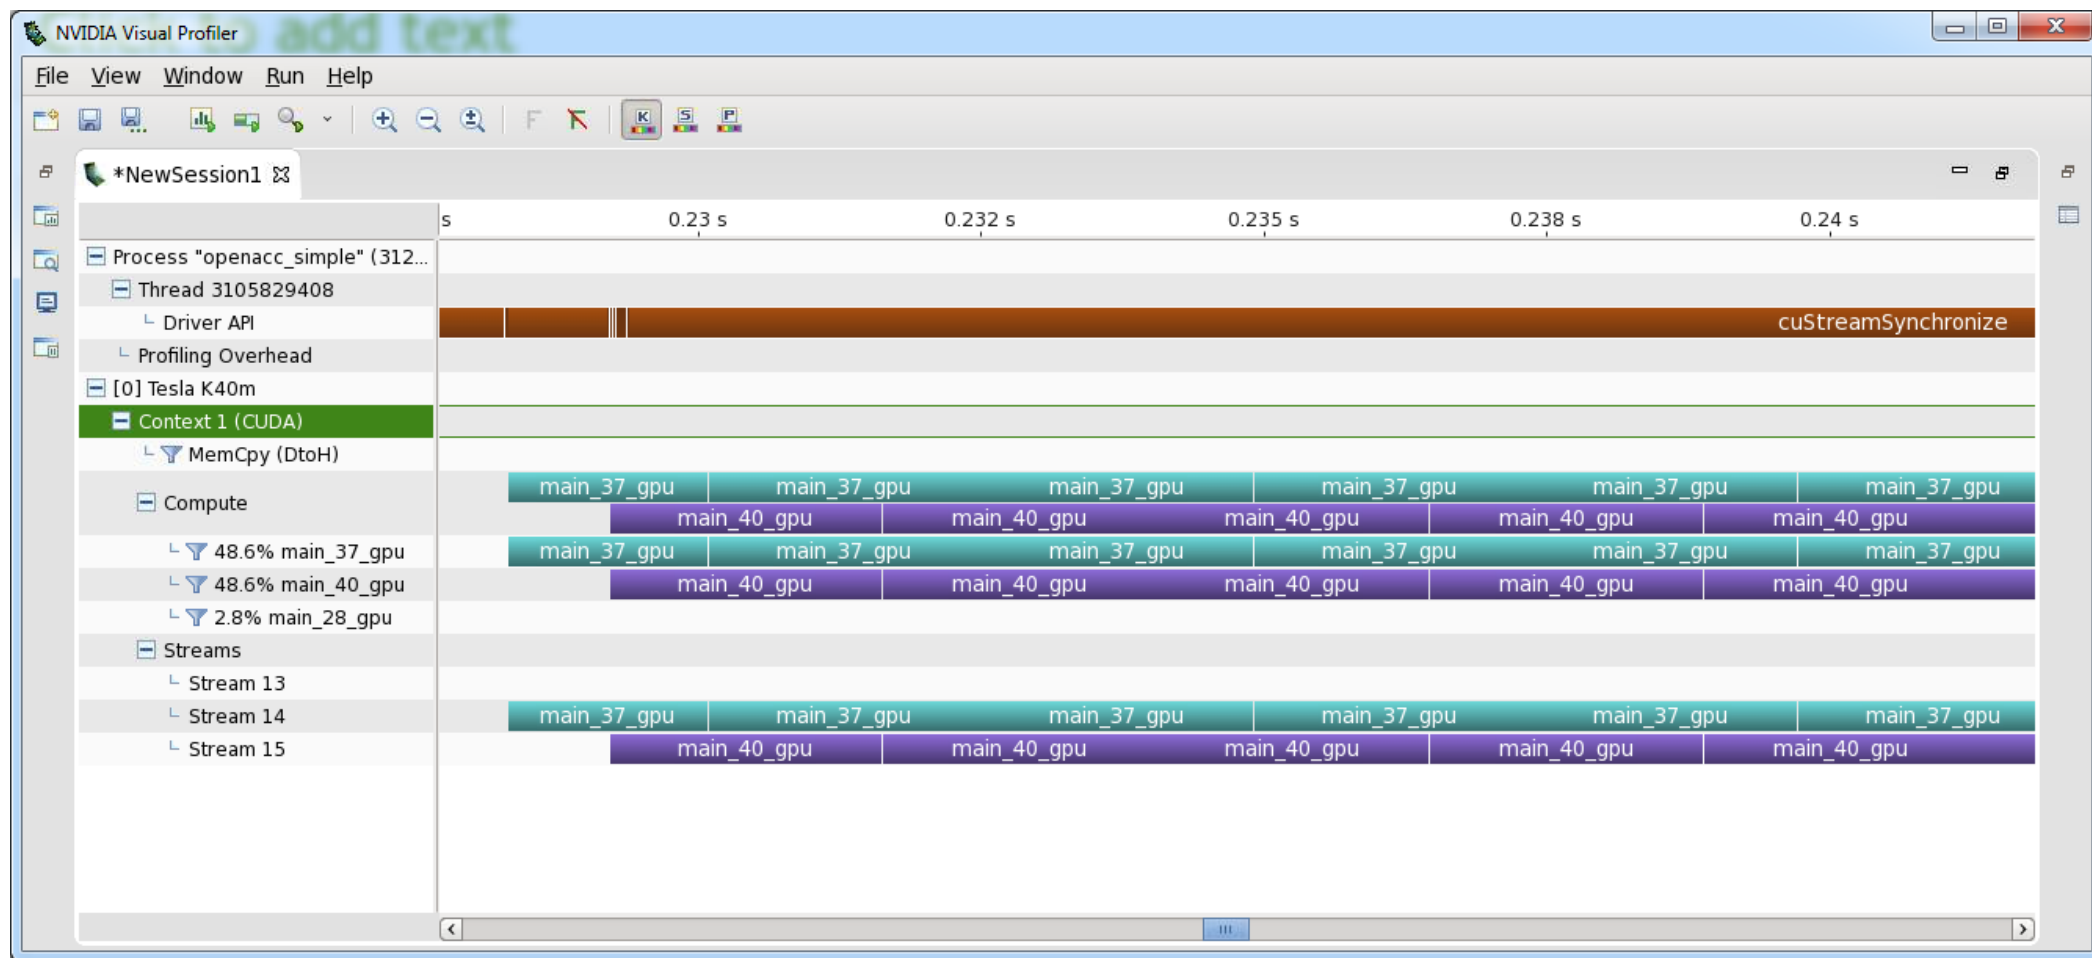 to add text
NVIDIA Visual Profiler
File View Window Run Help
F K S P
*NewSession1
s 0.23 s 0.232 s 0.235 s 0.238 s 0.24 s
Process "openacc_simple" (312...
Thread 3105829408
Driver API cuStreamSynchronize
Profiling Overhead
[0] Tesla K40m
Context 1 (CUDA)
MemCpy (DtoH)
main_37_gpu main_37_gpu main_37_gpu main_37_gpu main_37_gpu main_37_gpu
Compute
main_40_gpu main_40_gpu main_40_gpu main_40_gpu main_40_gpu
48.6% main_37_gpu main_37_gpu main_37_gpu main_37_gpu main_37_gpu main_37_gpu main_37_gpu
48.6% main_40_gpu main_40_gpu main_40_gpu main_40_gpu main_40_gpu main_40_gpu
2.8% main_28_gpu
Streams
Stream 13
Stream 14 main_37_gpu main_37_gpu main_37_gpu main_37_gpu main_37_gpu main_37_gpu
Stream 15 main_40_gpu main_40_gpu main_40_gpu main_40_gpu main_40_gpu